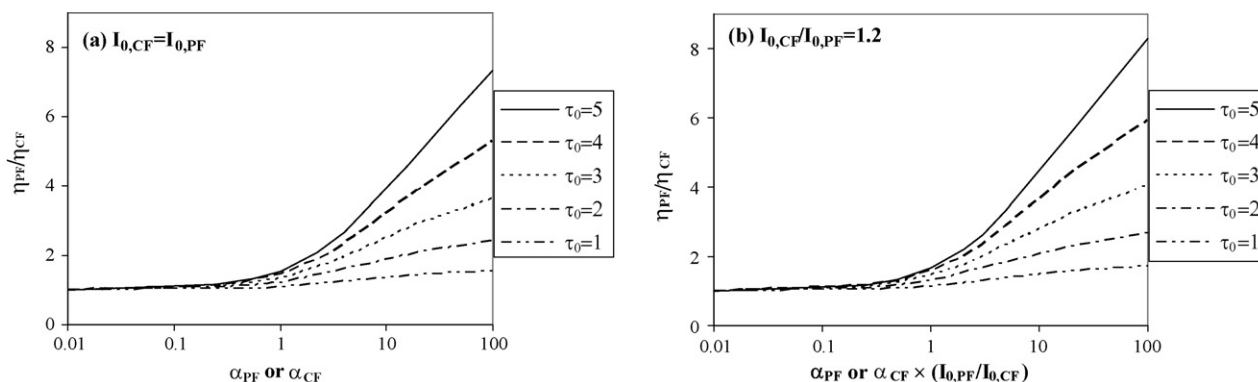 (a) I0,CF=I0,PF
8
6
4
2
0
ηPF/ηCF
0.01 0.1 1 10 100
αPF or αCF
τ0=5
τ0=4
τ0=3
τ0=2
τ0=1
(b) I0,CF/I0,PF=1.2
8
6
4
2
0
ηPF/ηCF
0.01 0.1 1 10 100
αPF or αCF × (I0,PF/I0,CF)
τ0=5
τ0=4
τ0=3
τ0=2
τ0=1